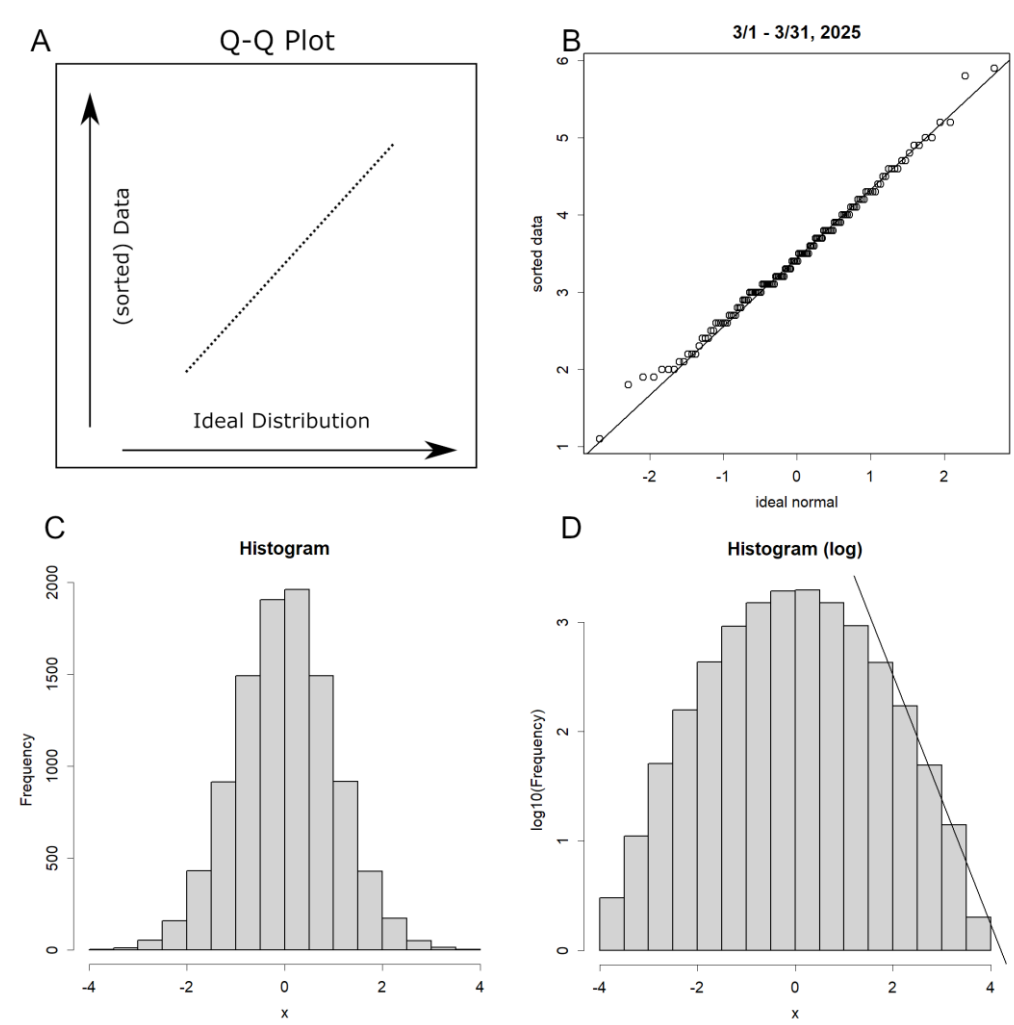 A
Q-Q Plot
(sorted) Data
Ideal Distribution
B
3/1 - 3/31, 2025
sorted data
6
5
4
3
2
1
-2 -1 0 1 2
ideal normal
C
Histogram
Frequency
2000
1500
1000
500
0
-4 -2 0 2 4
x
D
Histogram (log)
log10(Frequency)
3
2
1
0
-4 -2 0 2 4
x